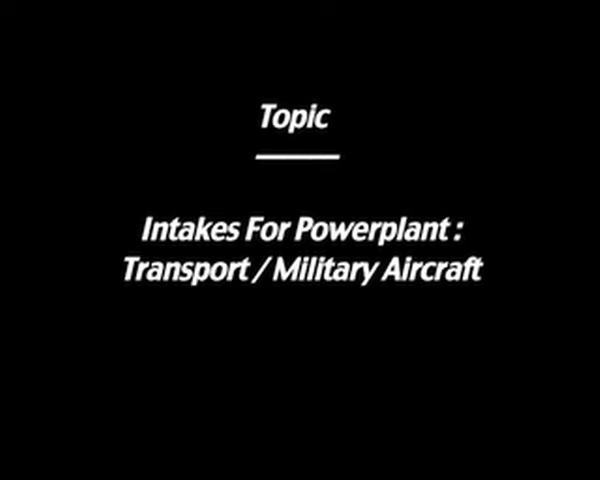 Topic
Intakes For Powerplant :
Transport / Military Aircraft